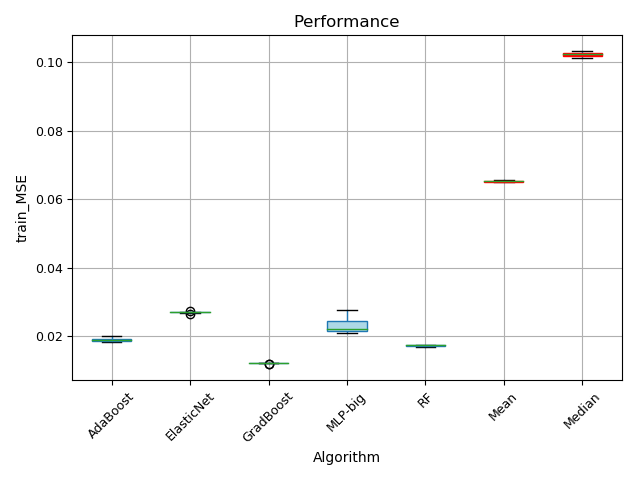 Performance
train_MSE
0.10
0.08
0.06
0.04
0.02
AdaBoost
ElasticNet
GradBoost
MLP-big
RF
Mean
Median
Algorithm